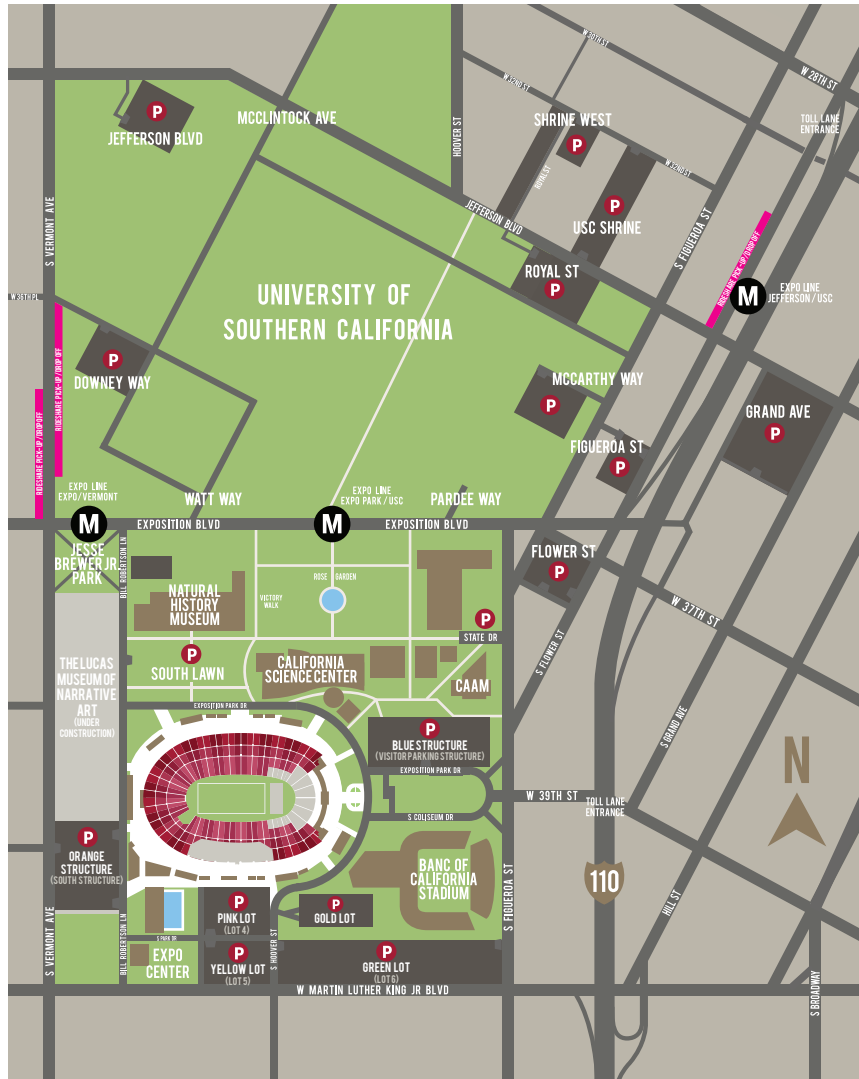 W 30TH ST
W 28TH ST
W 32ND ST
TOLL LANE
ENTRANCE
P
JEFFERSON BLVD
MCCLINTOCK AVE
HOOVER ST
SHRINE WEST
P
ROYAL ST
W 32ND ST
S VERMONT AVE
JEFFERSON BLVD
P
USC SHRINE
S FIGUEROA ST
RIDESHARE PICK-UP/DROP OFF
ROYAL ST
P
M
EXPO LINE
JEFFERSON / USC
W 36TH PL
UNIVERSITY OF
SOUTHERN CALIFORNIA
RIDESHARE PICK-UP/DROP OFF
RIDESHARE PICK-UP/DROP OFF
P
DOWNEY WAY
MCCARTHY WAY
P
GRAND AVE
P
FIGUEROA ST
P
EXPO LINE
EXPO/VERMONT
M
WATT WAY
EXPO LINE
EXPO PARK / USC
M
PARDEE WAY
EXPOSITION BLVD
EXPOSITION BLVD
JESSE
BREWER JR.
PARK
BILL ROBERTSON LN
FLOWER ST
P
NATURAL
HISTORY
MUSEUM
VICTORY
WALK
ROSE GARDEN
W 37TH ST
P
STATE DR
S FLOWER ST
P
SOUTH LAWN
CALIFORNIA
SCIENCE CENTER
CAAM
THE LUCAS
MUSEUM OF
NARRATIVE
ART
(UNDER
CONSTRUCTION)
EXPOSITION PARK DR
P
BLUE STRUCTURE
(VISITOR PARKING STRUCTURE)
EXPOSITION PARK DR
S GRAND AVE
N
W 39TH ST
TOLL LANE
ENTRANCE
S COLISEUM DR
P
ORANGE
STRUCTURE
(SOUTH STRUCTURE)
BANC OF
CALIFORNIA
STADIUM
110
S FIGUEROA ST
HILL ST
P
PINK LOT
(LOT 4)
P
GOLD LOT
S VERMONT AVE
BILL ROBERTSON LN
S PARK DR
S HOOVER ST
EXPO
CENTER
P
YELLOW LOT
(LOT 5)
P
GREEN LOT
(LOT 6)
W MARTIN LUTHER KING JR BLVD
S BROADWAY